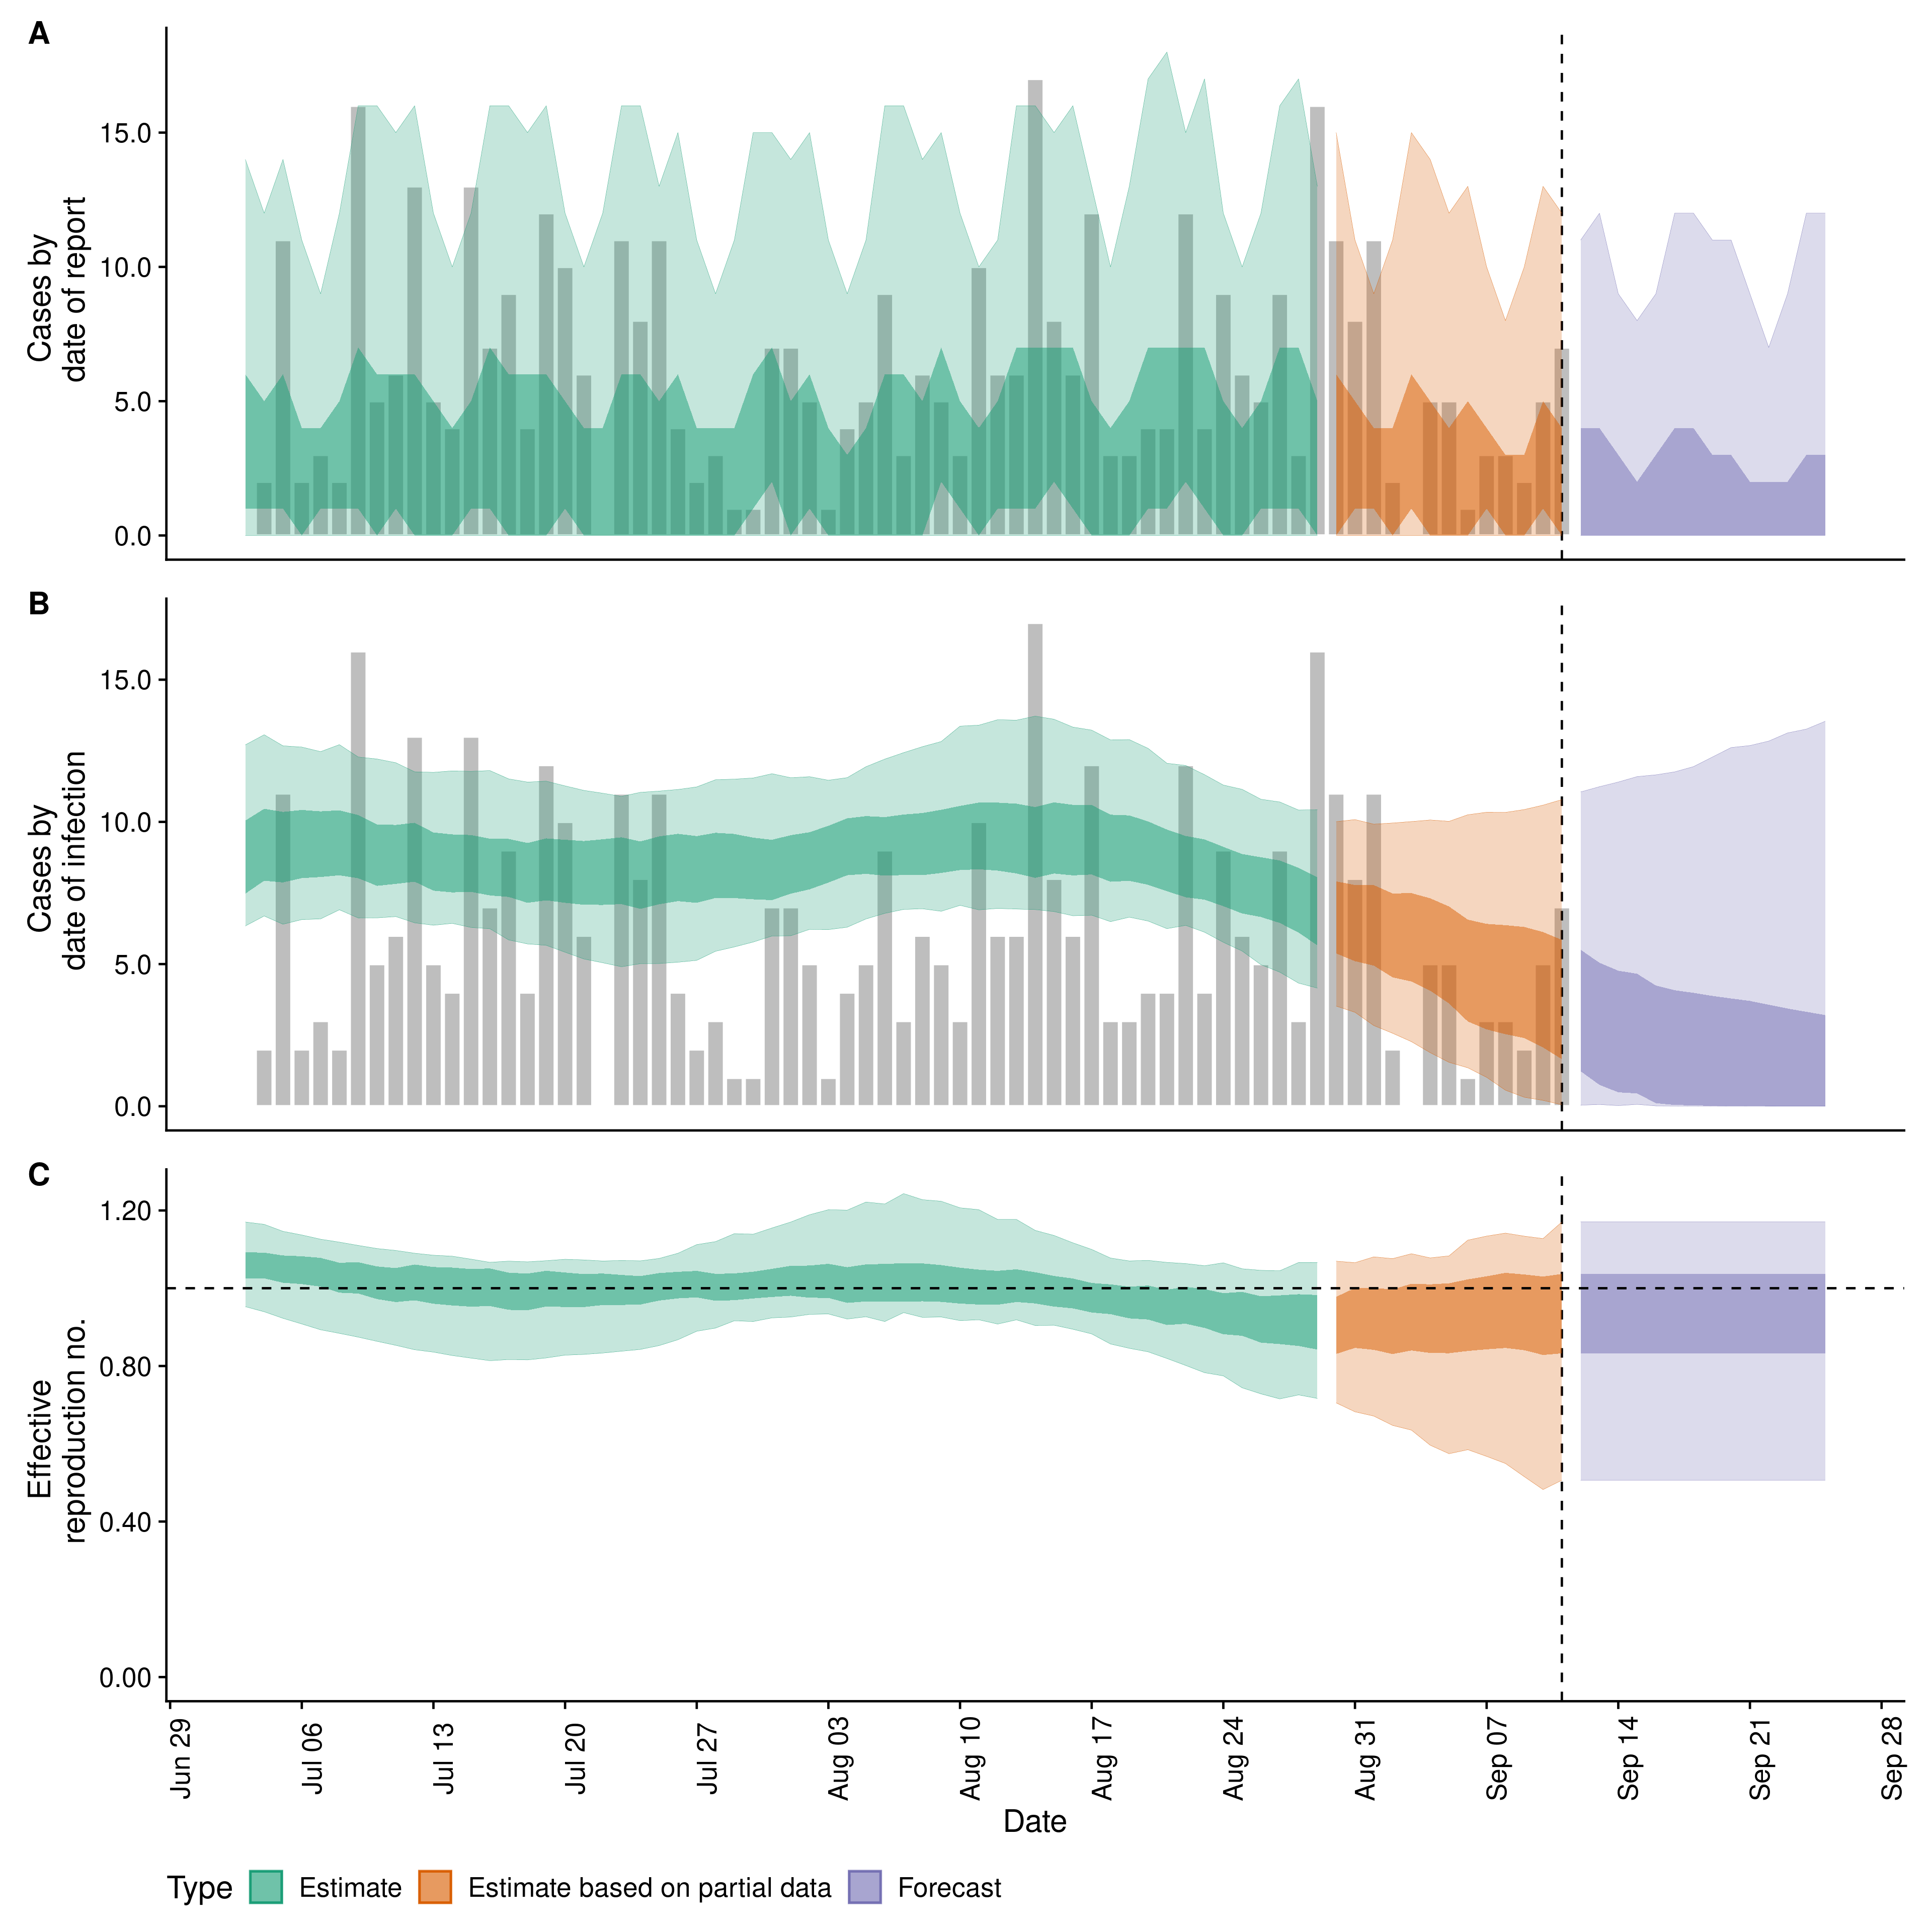 A
Cases by
date of report
15.0
10.0
5.0
0.0
B
Cases by
date of infection
15.0
10.0
5.0
0.0
C
Effective
reproduction no.
1.20
0.80
0.40
0.00
Jun 29
Jul 06
Jul 13
Jul 20
Jul 27
Aug 03
Aug 10
Aug 17
Aug 24
Aug 31
Sep 07
Sep 14
Sep 21
Sep 28
Date
Type Estimate Estimate based on partial data Forecast